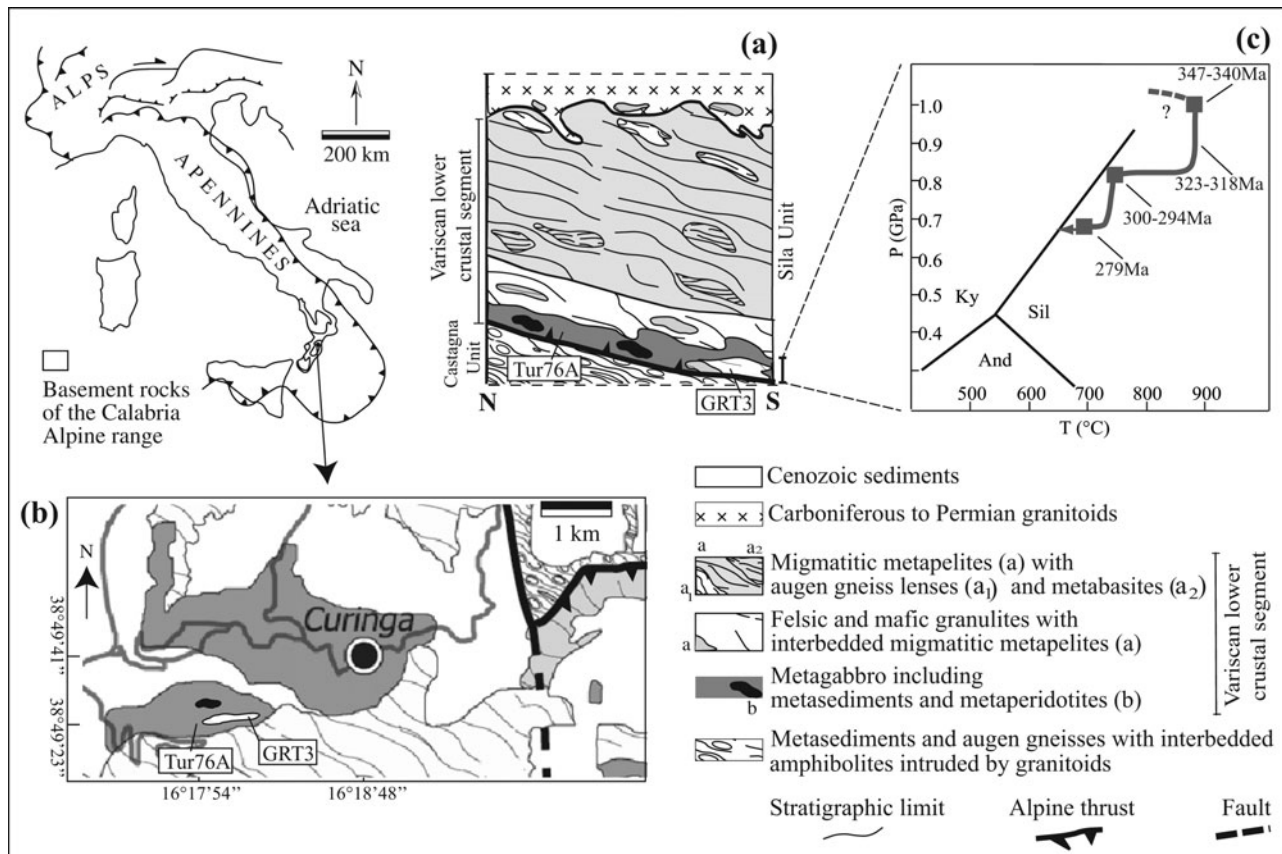 ALPS
N
200 km
APENNINES
Adriatic
sea
Basement rocks
of the Calabria
Alpine range
(a)
Variscan lower
crustal segment
Castagna
Unit
Sila Unit
Tur76A
GRT3
N
S
(c)
P (GPa)
1.0
0.9
0.8
0.7
0.6
0.5
0.4
347-340Ma
?
323-318Ma
300-294Ma
279Ma
Ky
Sil
And
500
600
700
800
900
T (°C)
(b)
N
1 km
38°49'41''
38°49'23''
Curinga
Tur76A
GRT3
16°17'54’’
16°18'48’’
Cenozoic sediments
Carboniferous to Permian granitoids
a
a2
a1
Migmatitic metapelites (a) with
augen gneiss lenses (a1) and metabasites (a2)
a
Felsic and mafic granulites with
interbedded migmatitic metapelites (a)
b
Metagabbro including
metasediments and metaperidotites (b)
Variscan lower
crustal segment
Metasediments and augen gneisses with interbedded
amphibolites intruded by granitoids
Stratigraphic limit
Alpine thrust
Fault